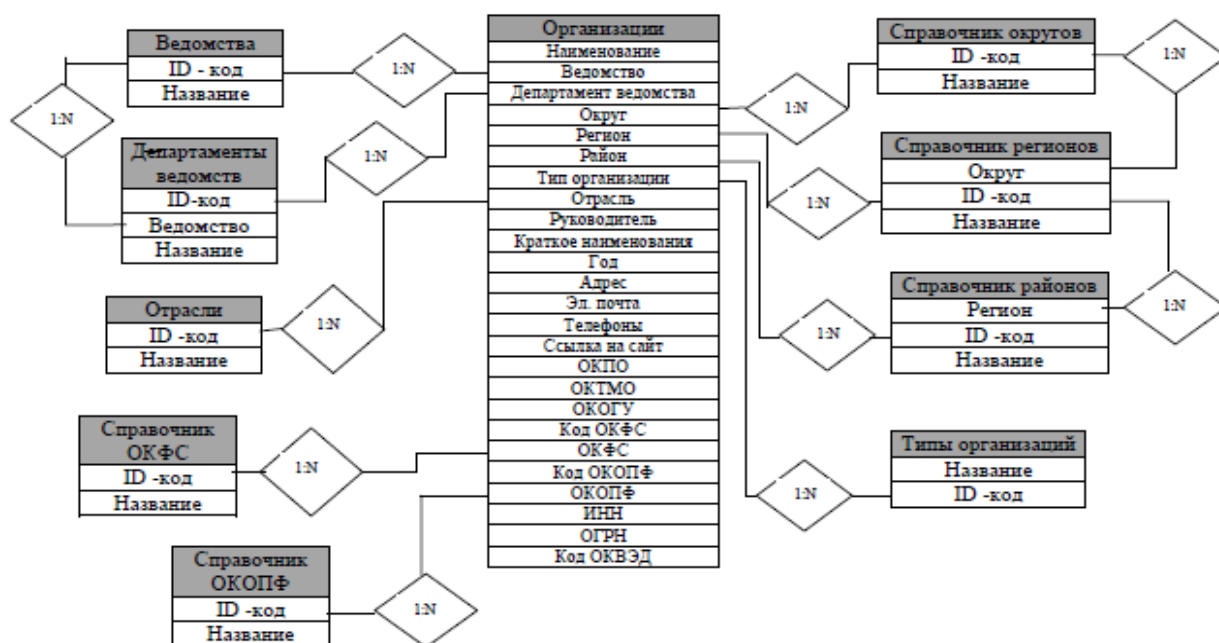 Ведомства
ID - код
Название
1:N
1:N
Департаменты
ведомств
ID-код
Ведомство
Название
1:N
Отрасли
ID -код
Название
1:N
Справочник
ОКФС
ID -код
Название
1:N
Справочник
ОКОПФ
ID -код
Название
1:N
Организации
Наименование
Ведомство
Департамент ведомства
Округ
Регион
Район
Тип организации
Отрасль
Руководитель
Краткое наименования
Год
Адрес
Эл. почта
Телефоны
Ссылка на сайт
ОКПО
ОКТМО
ОКОГУ
Код ОКФС
ОКФС
Код ОКОПФ
ОКОПФ
ИНН
ОГРН
Код ОКВЭД
Справочник округов
ID -код
Название
1:N
1:N
Справочник регионов
Округ
ID -код
Название
1:N
Справочник районов
Регион
ID -код
Название
1:N
1:N
Типы организаций
Название
ID -код
1:N